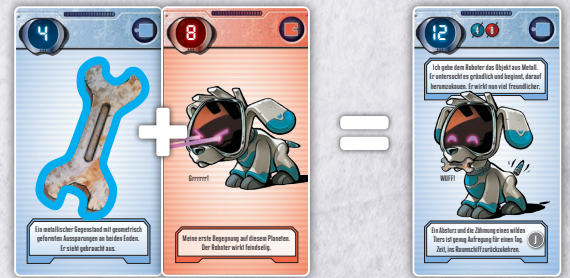 4
Ein metallischer Gegenstand mit geometrisch
geformten Aussparungen an beiden Enden.
Er sieht gebraucht aus.
+
8
Grrrrrr!
Meine erste Begegnung auf diesem Planeten.
Der Roboter wirkt feindselig.
=
12
4 8
Ich gebe dem Roboter das Objekt aus Metall.
Er untersucht es gründlich und beginnt, darauf
herumzukauen. Er wirkt nun viel freundlicher.
WUFF!
Ein Absturz und die Zähmung eines wilden
Tiers ist genug Aufregung für einen Tag.
Zeit, ins Raumschiff zurückzukehren.